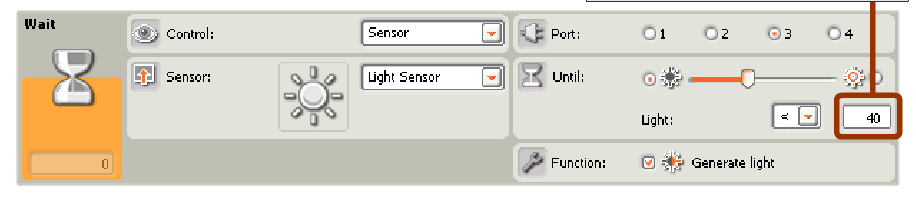 Wait
Control:
Sensor
Port:
1
2
3
4
Sensor:
Light Sensor
Until:
Light:
<
40
0
Function:
Generate light